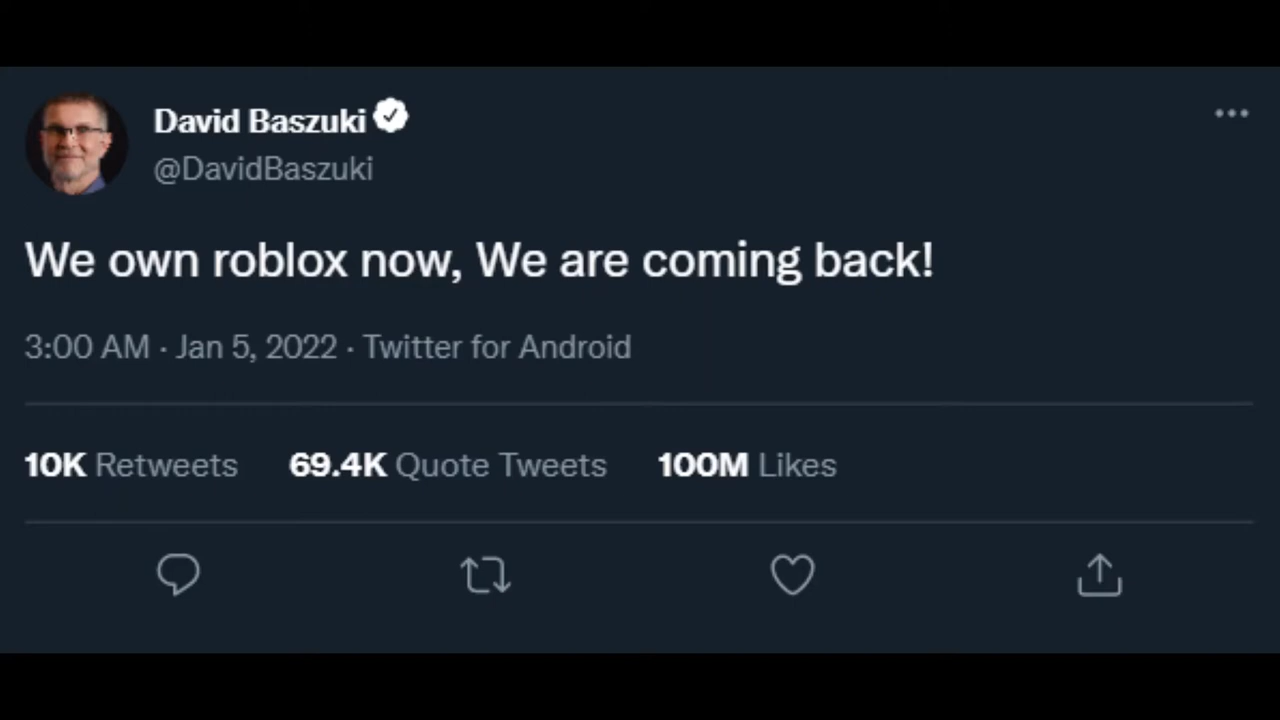 David Baszuki
@DavidBaszuki
We own roblox now, We are coming back!
3:00 AM · Jan 5, 2022 · Twitter for Android
10K Retweets 69.4K Quote Tweets 100M Likes